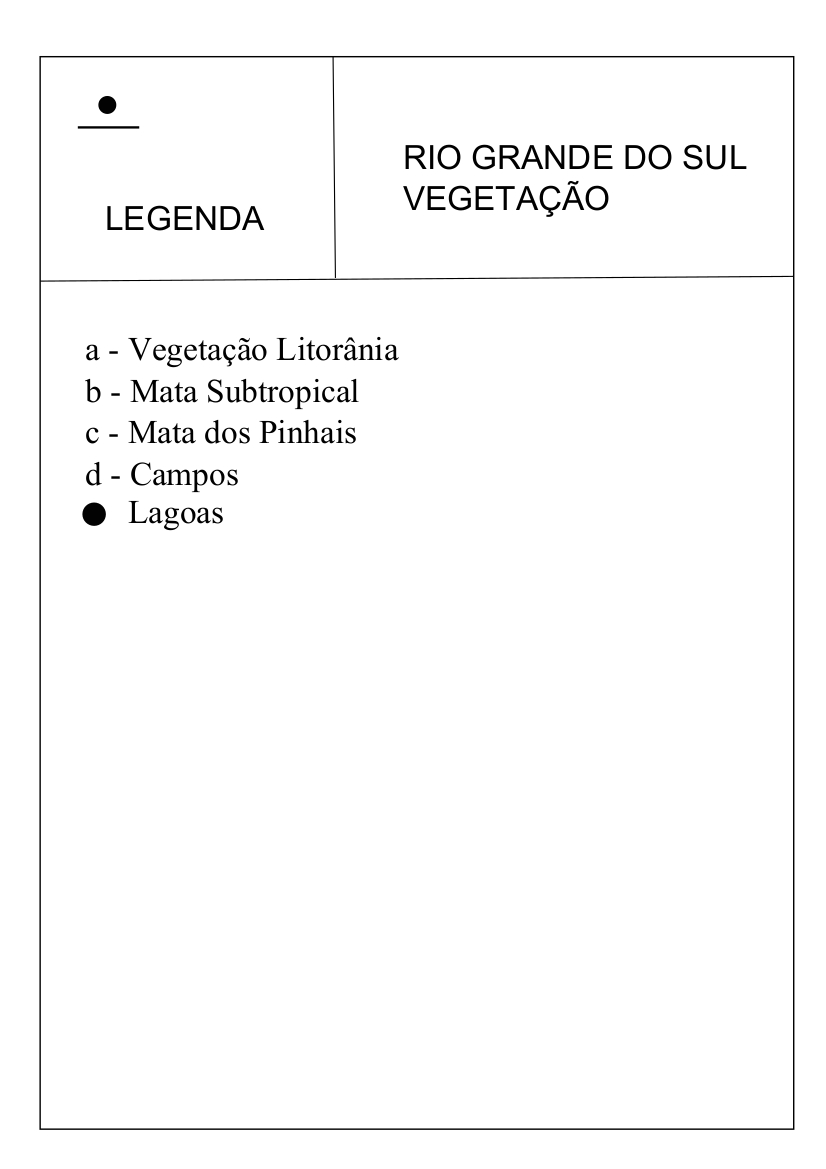 LEGENDA
RIO GRANDE DO SUL
VEGETAÇÃO
a - Vegetação Litorânia
b - Mata Subtropical
c - Mata dos Pinhais
d - Campos
● Lagoas